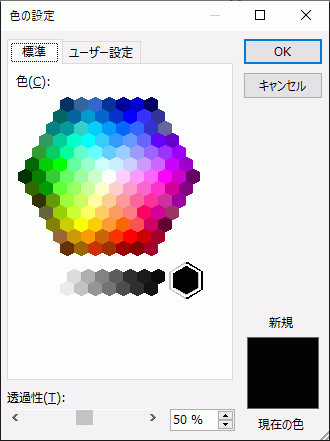 色の設定
標準
ユーザー設定
OK
キャンセル
色(C):
新規
透過性(T):
50 %
現在の色